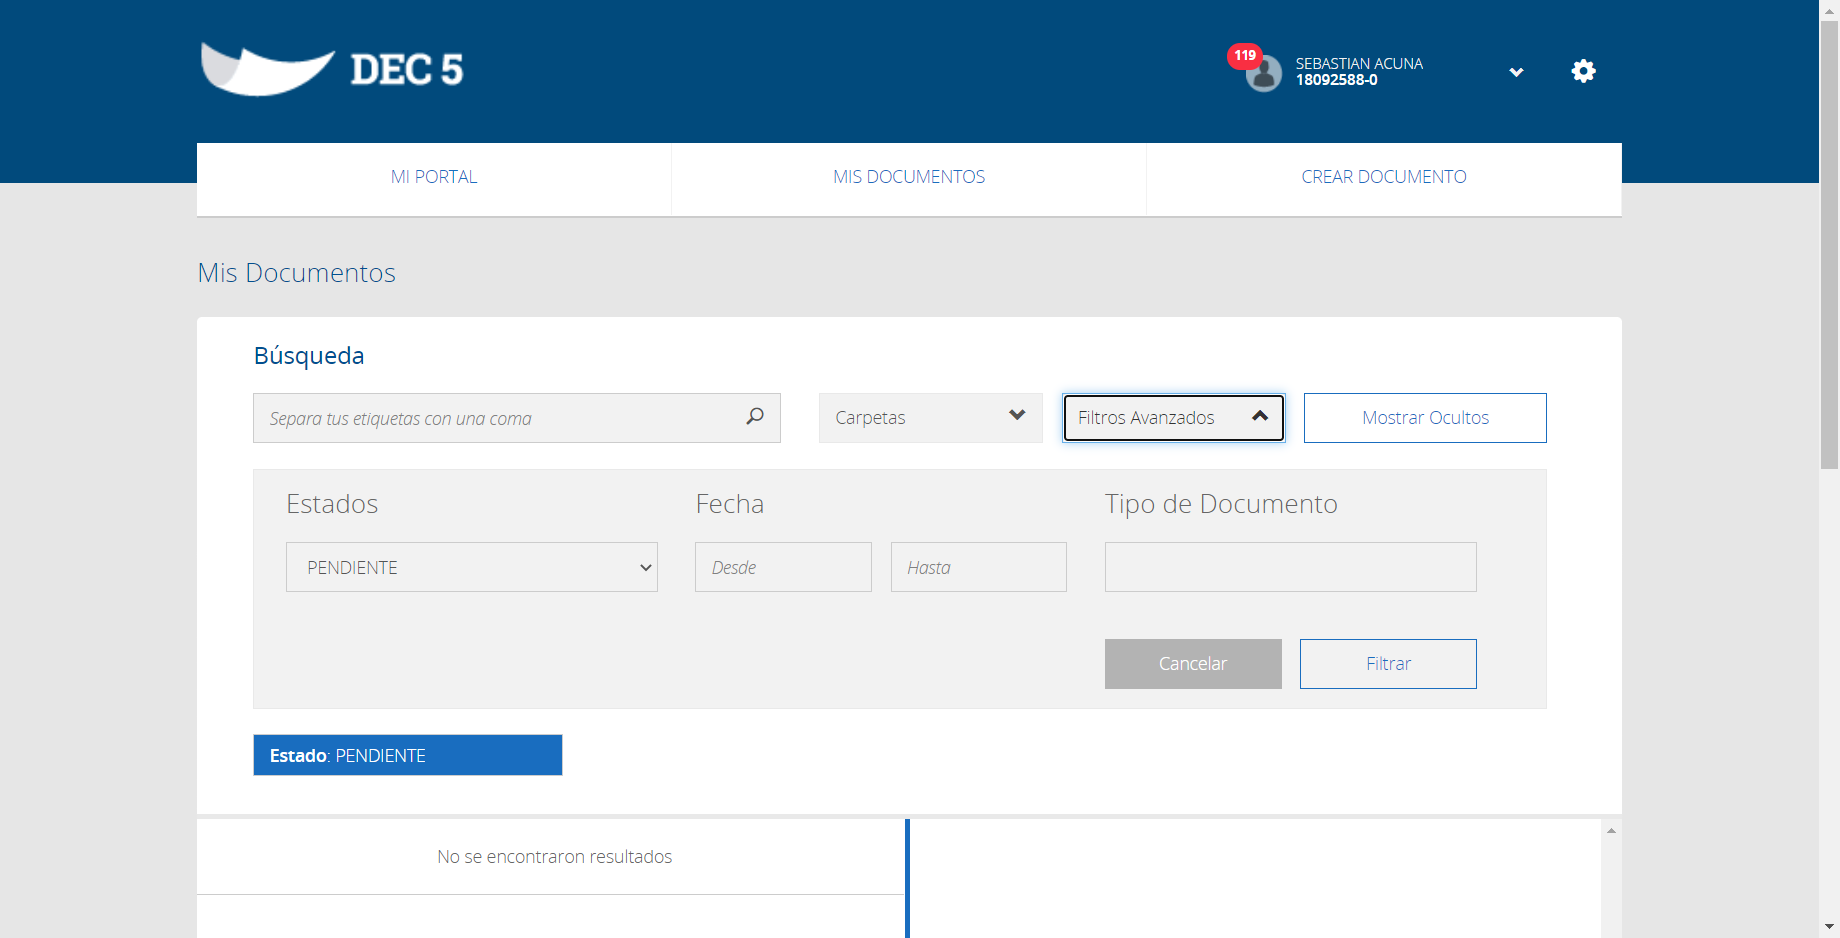 DEC 5
119
SEBASTIAN ACUNA
18092588-0
MI PORTAL
MIS DOCUMENTOS
CREAR DOCUMENTO
Mis Documentos
Búsqueda
Separa tus etiquetas con una coma
Carpetas
Filtros Avanzados
Mostrar Ocultos
Estados
Fecha
Tipo de Documento
PENDIENTE
Desde
Hasta
Cancelar
Filtrar
Estado: PENDIENTE
No se encontraron resultados